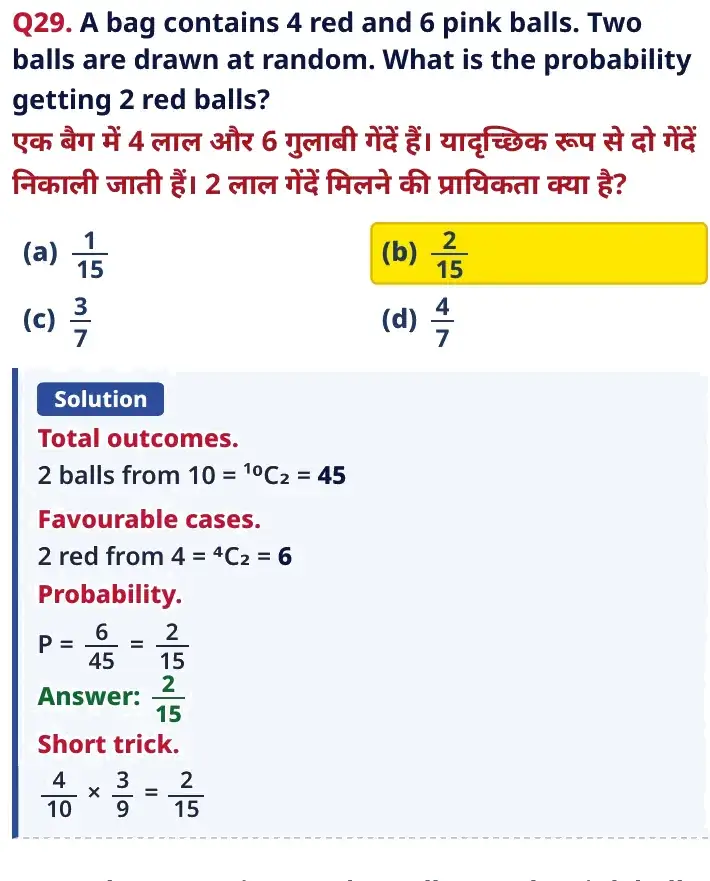 Q29. A bag contains 4 red and 6 pink balls. Two
balls are drawn at random. What is the probability
getting 2 red balls?
एक बैग में 4 लाल और 6 गुलाबी गेंदें हैं। यादृच्छिक रूप से दो गेंदें
निकाली जाती हैं। 2 लाल गेंदें मिलने की प्रायिकता क्या है?
(a) 1/15
(b) 2/15
(c) 3/7
(d) 4/7
Solution
Total outcomes.
2 balls from 10 = ¹⁰C₂ = 45
Favourable cases.
2 red from 4 = ⁴C₂ = 6
Probability.
P = 6/45 = 2/15
Answer: 2/15
Short trick.
4/10 × 3/9 = 2/15